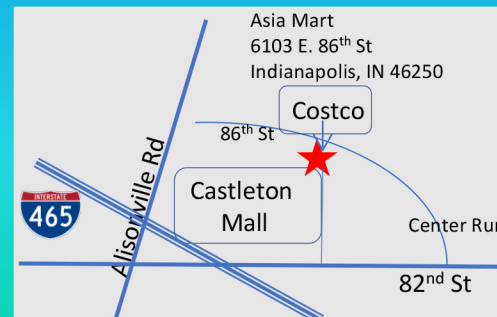 Asia Mart
6103 E. 86th St
Indianapolis, IN 46250
Costco
86th St
Alisonville Rd
Castleton
Mall
INTERSTATE
465
Center Run
82nd St